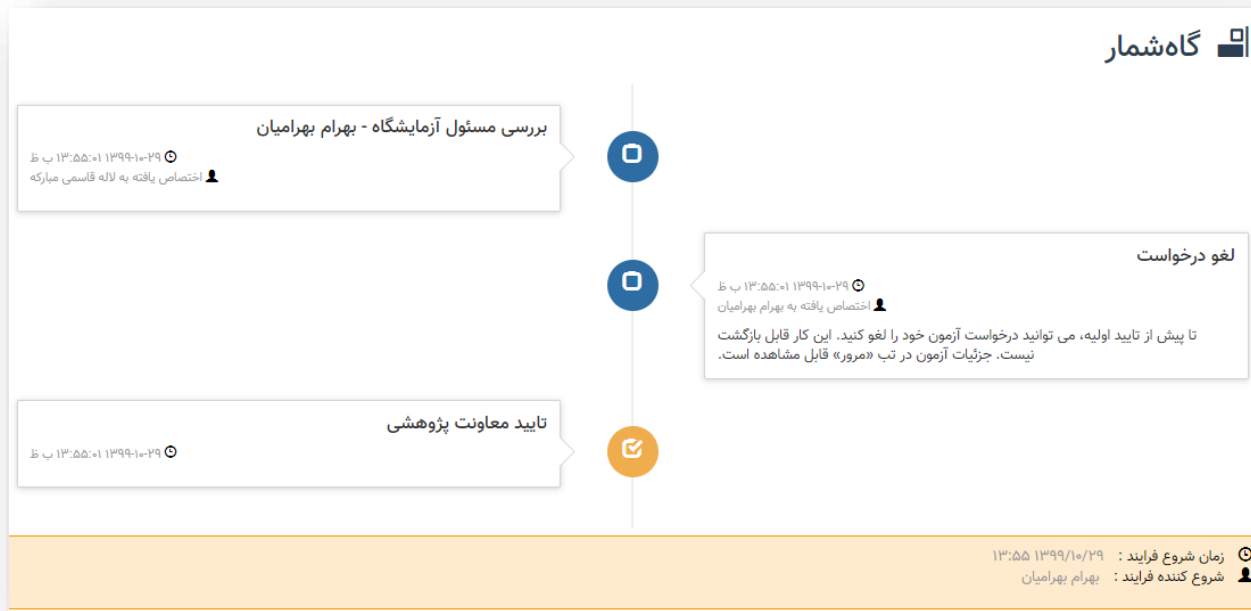 گاه‌شمار
بررسی مسئول آزمایشگاه - بهرام بهرامیان
۱۳۹۹-۱۰-۲۹ ۱۳:۵۵:۰۱ ب ظ
اختصاص یافته به لاله قاسمی مبارکه
لغو درخواست
۱۳۹۹-۱۰-۲۹ ۱۳:۵۵:۰۱ ب ظ
اختصاص یافته به بهرام بهرامیان
تا پیش از تایید اولیه، می توانید درخواست آزمون خود را لغو کنید. این کار قابل بازگشت
نیست. جزئیات آزمون در تب «مرور» قابل مشاهده است.
تایید معاونت پژوهشی
۱۳۹۹-۱۰-۲۹ ۱۳:۵۵:۰۱ ب ظ
زمان شروع فرایند : ۱۳۹۹/۱۰/۲۹ ۱۳:۵۵
شروع کننده فرایند : بهرام بهرامیان